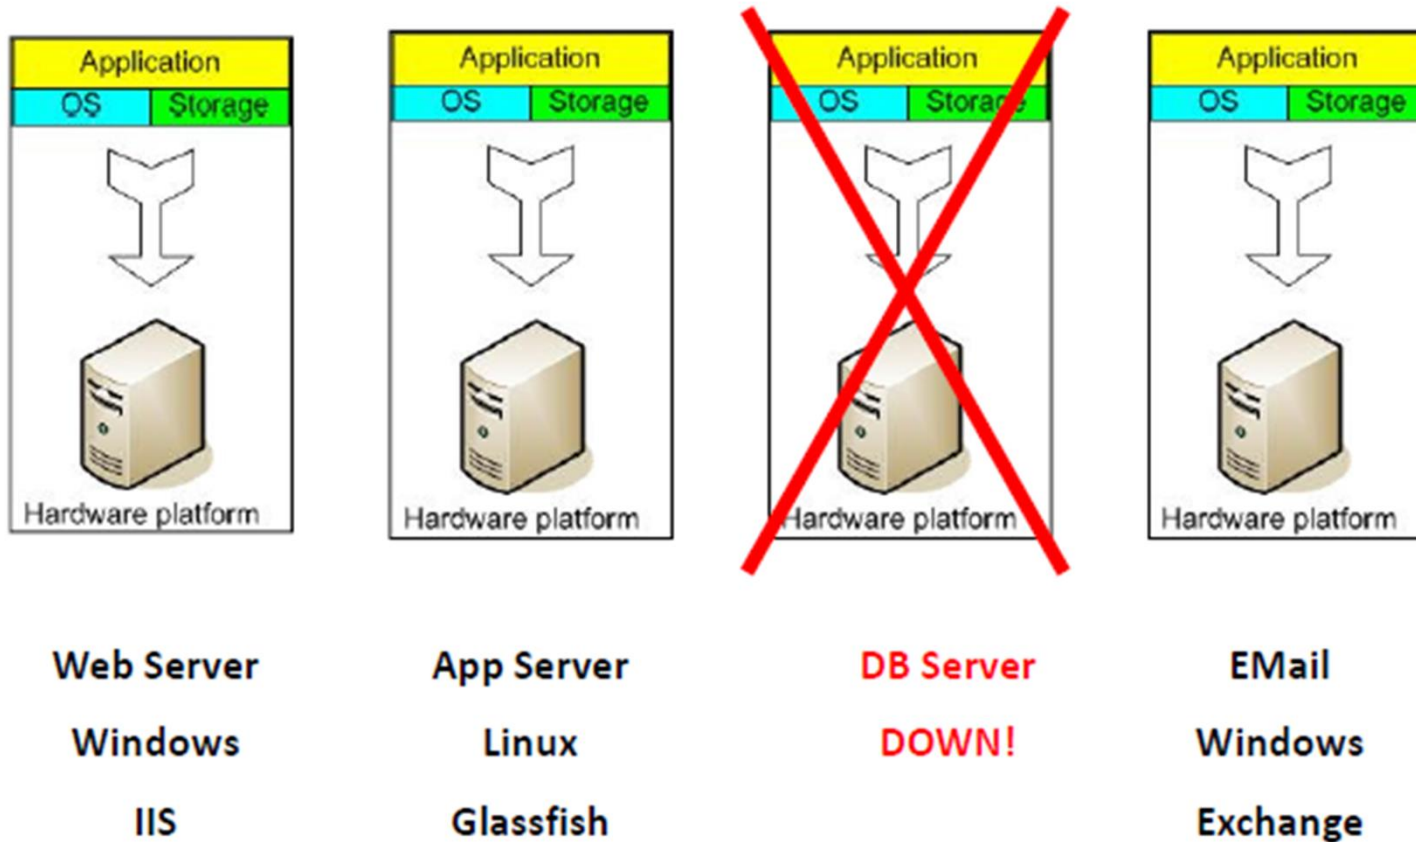 Application
OS Storage
Hardware platform
Web Server
Windows
IIS
Application
OS Storage
Hardware platform
App Server
Linux
Glassfish
Application
OS Storage
Hardware platform
DB Server
DOWN!
Application
OS Storage
Hardware platform
EMail
Windows
Exchange